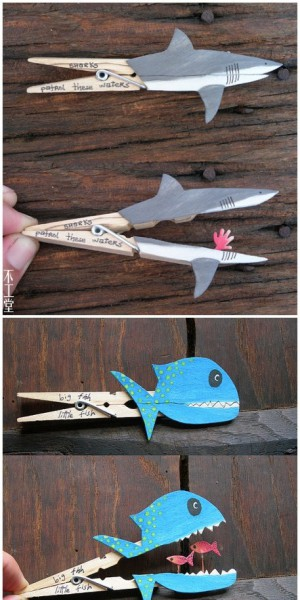 sharks
patrol these waters
sharks
patrol these waters
不工堂
big fish
little fish
big fish
little fish